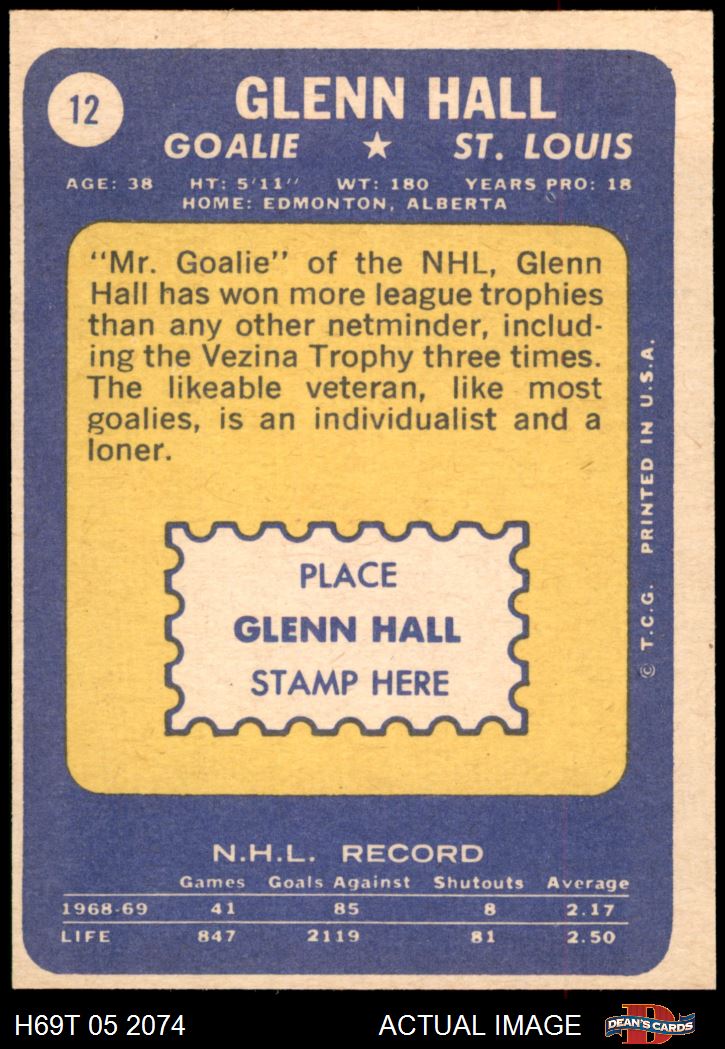 12
GLENN HALL
GOALIE ★ ST. LOUIS
AGE: 38 HT: 5'11" WT: 180 YEARS PRO: 18
HOME: EDMONTON, ALBERTA
"Mr. Goalie" of the NHL, Glenn
Hall has won more league trophies
than any other netminder, includ-
ing the Vezina Trophy three times.
The likeable veteran, like most
goalies, is an individualist and a
loner.
PLACE
GLENN HALL
STAMP HERE
© T.C.G. PRINTED IN U.S.A.
N.H.L. RECORD
Games Goals Against Shutouts Average
1968-69 41 85 8 2.17
LIFE 847 2119 81 2.50
H69T 05 2074 ACTUAL IMAGE
D
DEAN'S CARDS